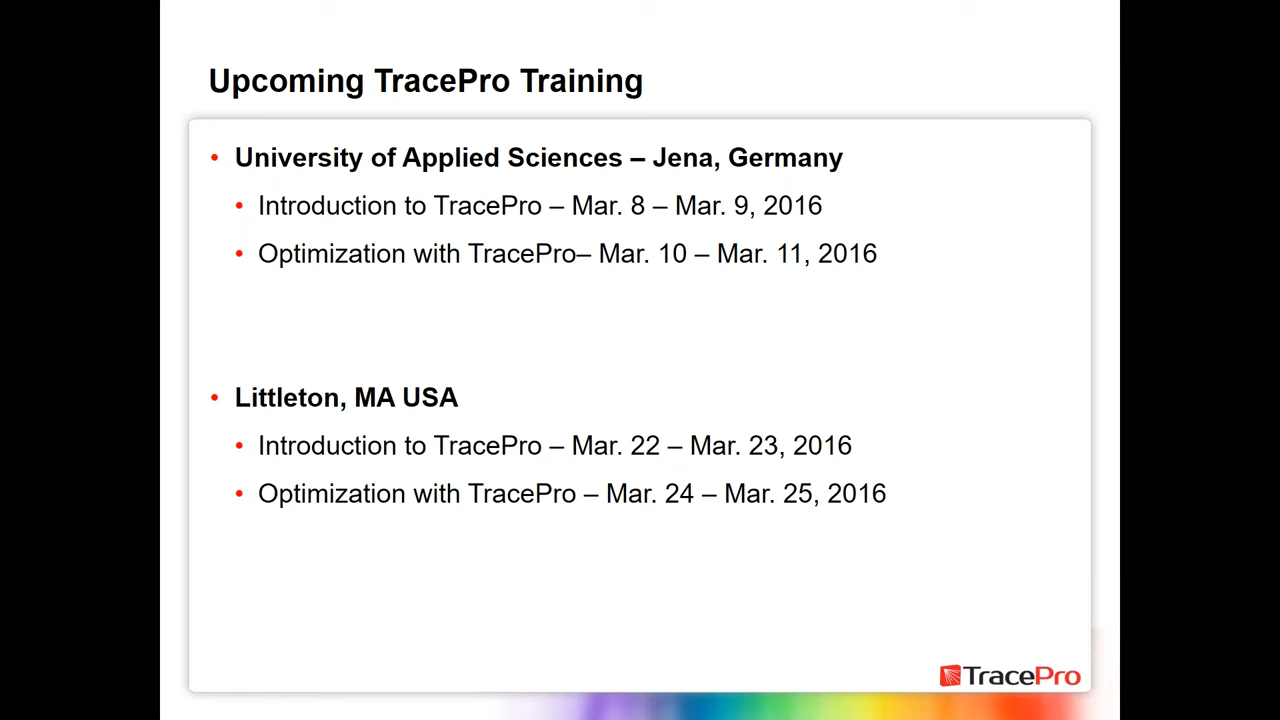 Upcoming TracePro Training
• University of Applied Sciences – Jena, Germany
• Introduction to TracePro – Mar. 8 – Mar. 9, 2016
• Optimization with TracePro– Mar. 10 – Mar. 11, 2016
• Littleton, MA USA
• Introduction to TracePro – Mar. 22 – Mar. 23, 2016
• Optimization with TracePro – Mar. 24 – Mar. 25, 2016
TracePro